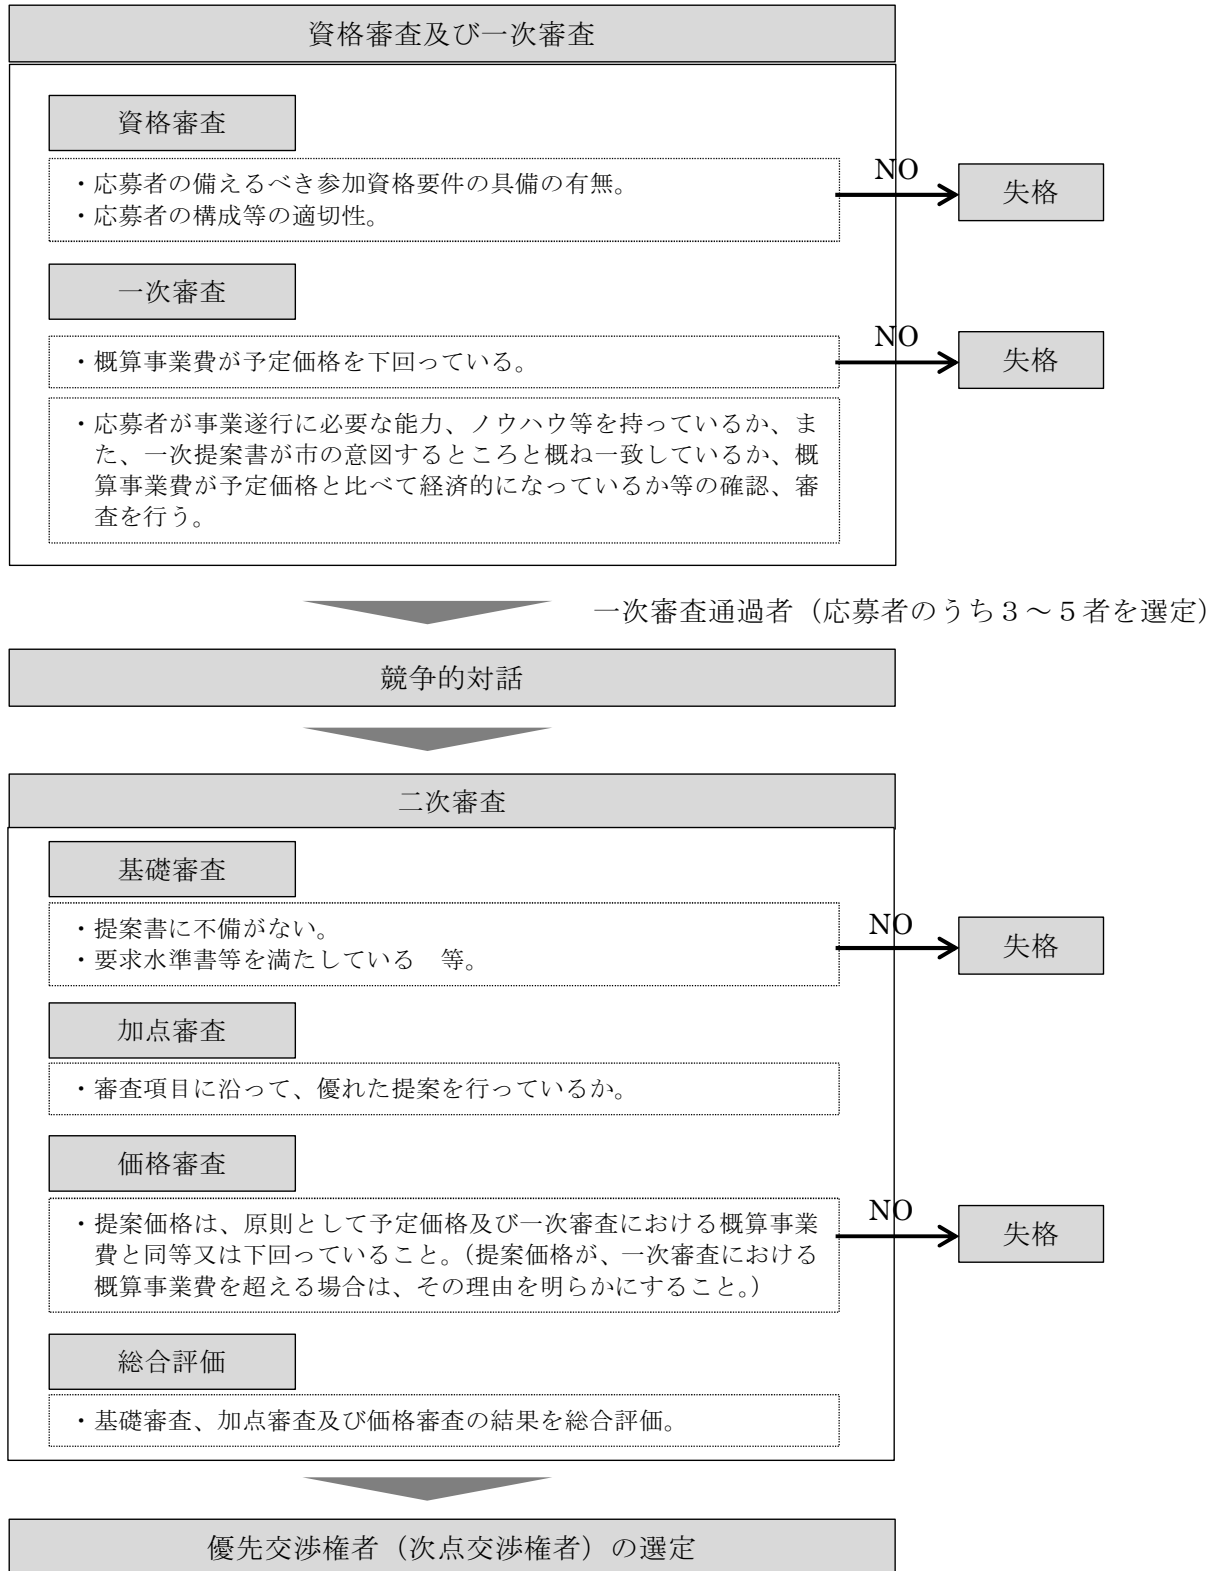 資格審査及び一次審査
資格審査
・応募者の備えるべき参加資格要件の具備の有無。
・応募者の構成等の適切性。
NO
失格
一次審査
・概算事業費が予定価格を下回っている。
NO
失格
・応募者が事業遂行に必要な能力、ノウハウ等を持っているか、ま
た、一次提案書が市の意図するところと概ね一致しているか、概
算事業費が予定価格と比べて経済的になっているか等の確認、審
査を行う。
一次審査通過者（応募者のうち３～５者を選定）
競争的対話
二次審査
基礎審査
・提案書に不備がない。
・要求水準書等を満たしている　等。
NO
失格
加点審査
・審査項目に沿って、優れた提案を行っているか。
価格審査
・提案価格は、原則として予定価格及び一次審査における概算事業
費と同等又は下回っていること。（提案価格が、一次審査における
概算事業費を超える場合は、その理由を明らかにすること。）
NO
失格
総合評価
・基礎審査、加点審査及び価格審査の結果を総合評価。
優先交渉権者（次点交渉権者）の選定